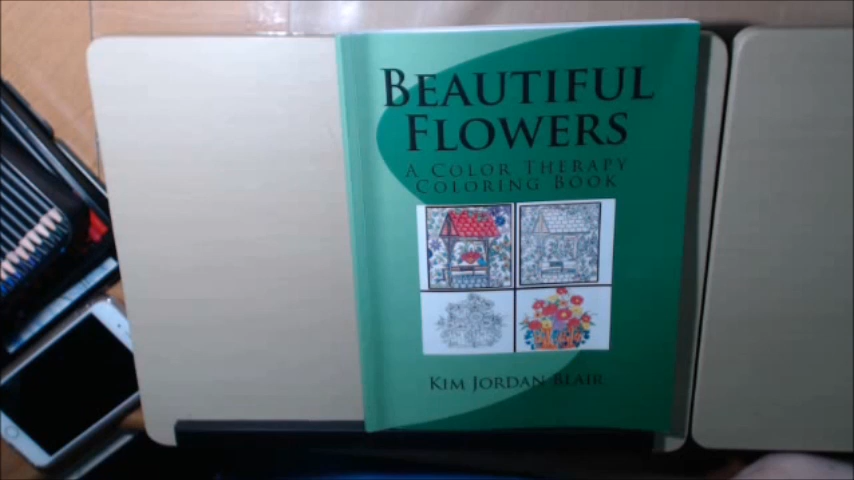 BEAUTIFUL
FLOWERS
A COLOR THERAPY
COLORING BOOK
KIM JORDAN BLAIR